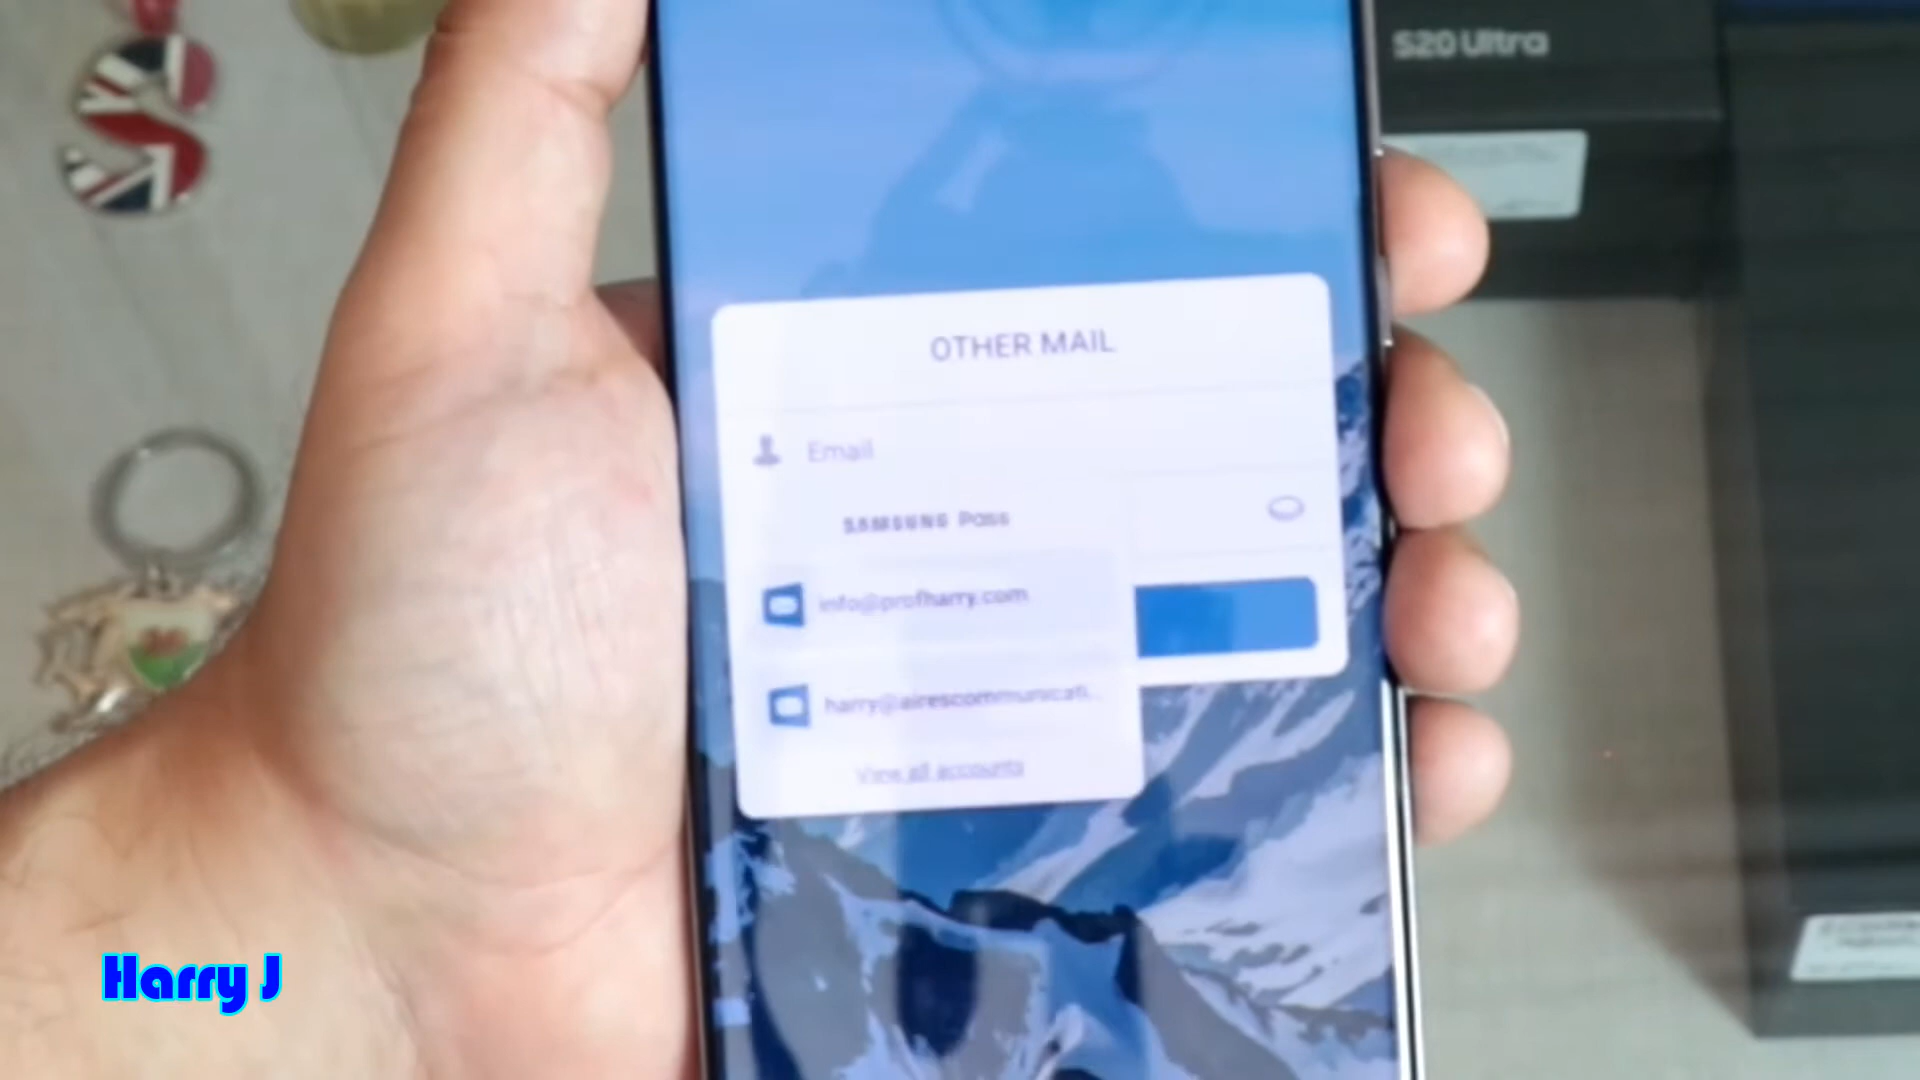 S20 Ultra
OTHER MAIL
Email
SAMSUNG Pass
info@profharry.com
harry@airescommunicati...
View all accounts
Harry J